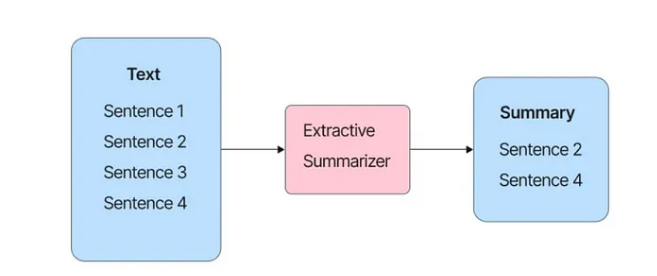 Text
Sentence 1
Sentence 2
Sentence 3
Sentence 4
Extractive
Summarizer
Summary
Sentence 2
Sentence 4